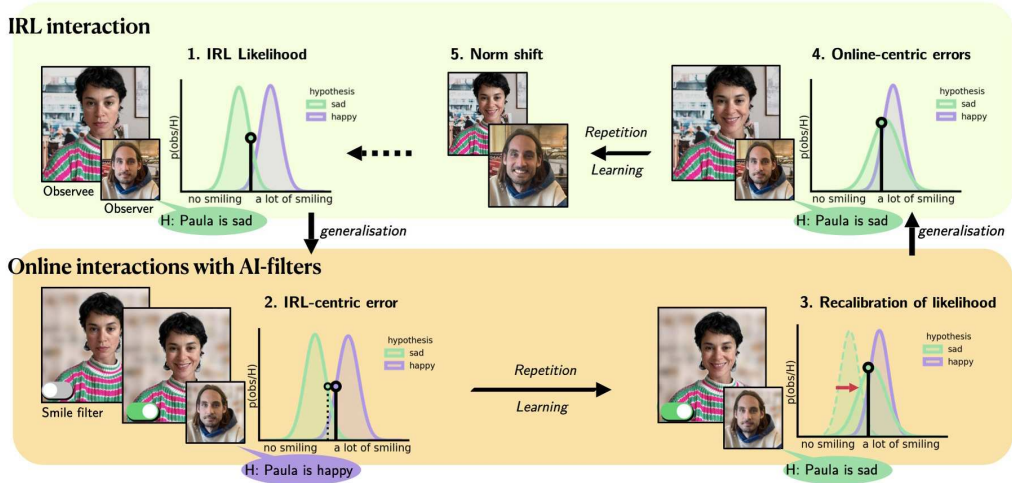 IRL interaction
1. IRL Likelihood
p(obs/H)
hypothesis
sad
happy
no smiling
a lot of smiling
Observee
Observer
H: Paula is sad
5. Norm shift
Repetition
Learning
4. Online-centric errors
p(obs/H)
hypothesis
sad
happy
no smiling
a lot of smiling
H: Paula is sad
generalisation
generalisation
Online interactions with AI-filters
2. IRL-centric error
Smile filter
p(obs/H)
hypothesis
sad
happy
no smiling
a lot of smiling
H: Paula is happy
Repetition
Learning
3. Recalibration of likelihood
p(obs/H)
hypothesis
sad
happy
no smiling
a lot of smiling
H: Paula is sad